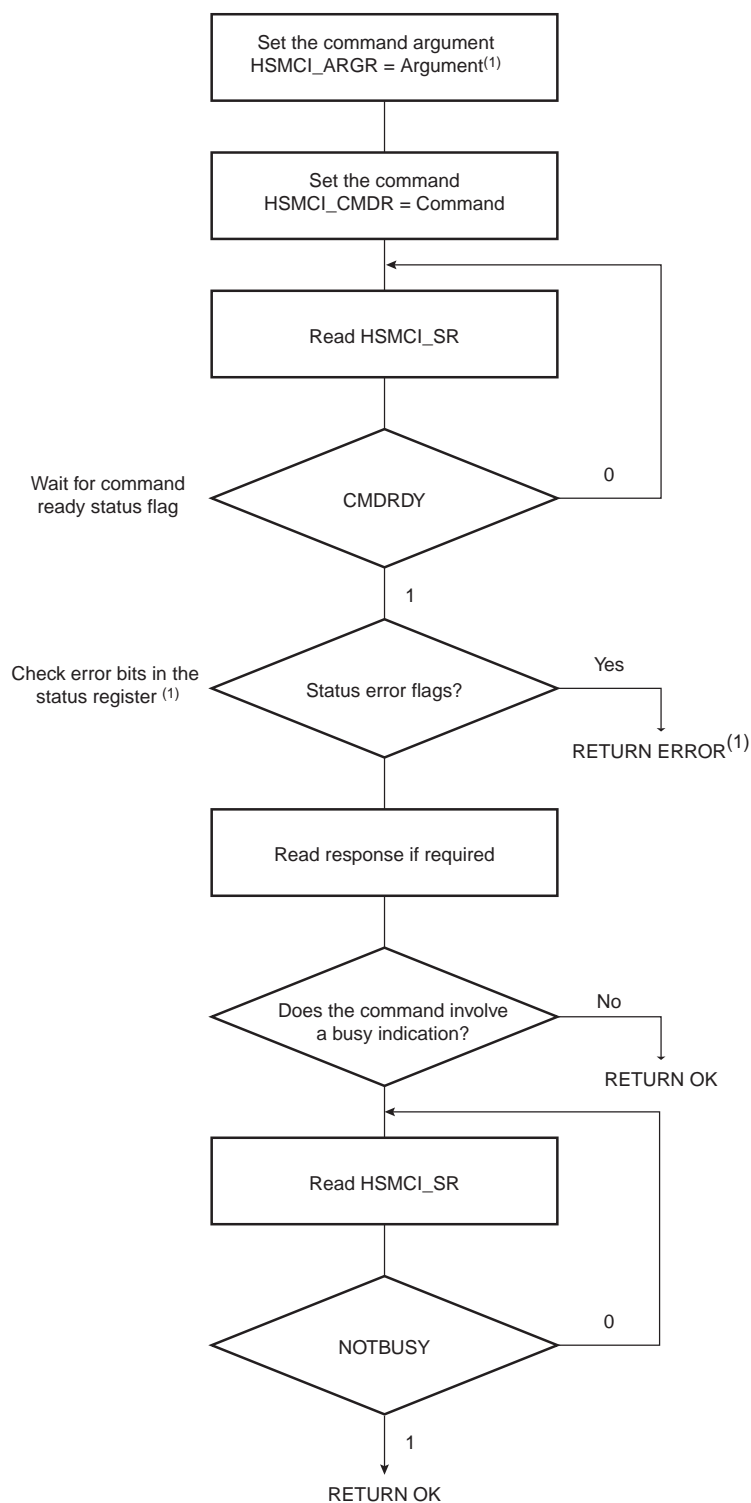 Set the command argument
HSMCI_ARGR = Argument(1)
Set the command
HSMCI_CMDR = Command
Read HSMCI_SR
Wait for command
ready status flag
CMDRDY
0
1
Check error bits in the
status register (1)
Status error flags?
Yes
RETURN ERROR(1)
Read response if required
Does the command involve
a busy indication?
No
RETURN OK
Read HSMCI_SR
NOTBUSY
0
1
RETURN OK